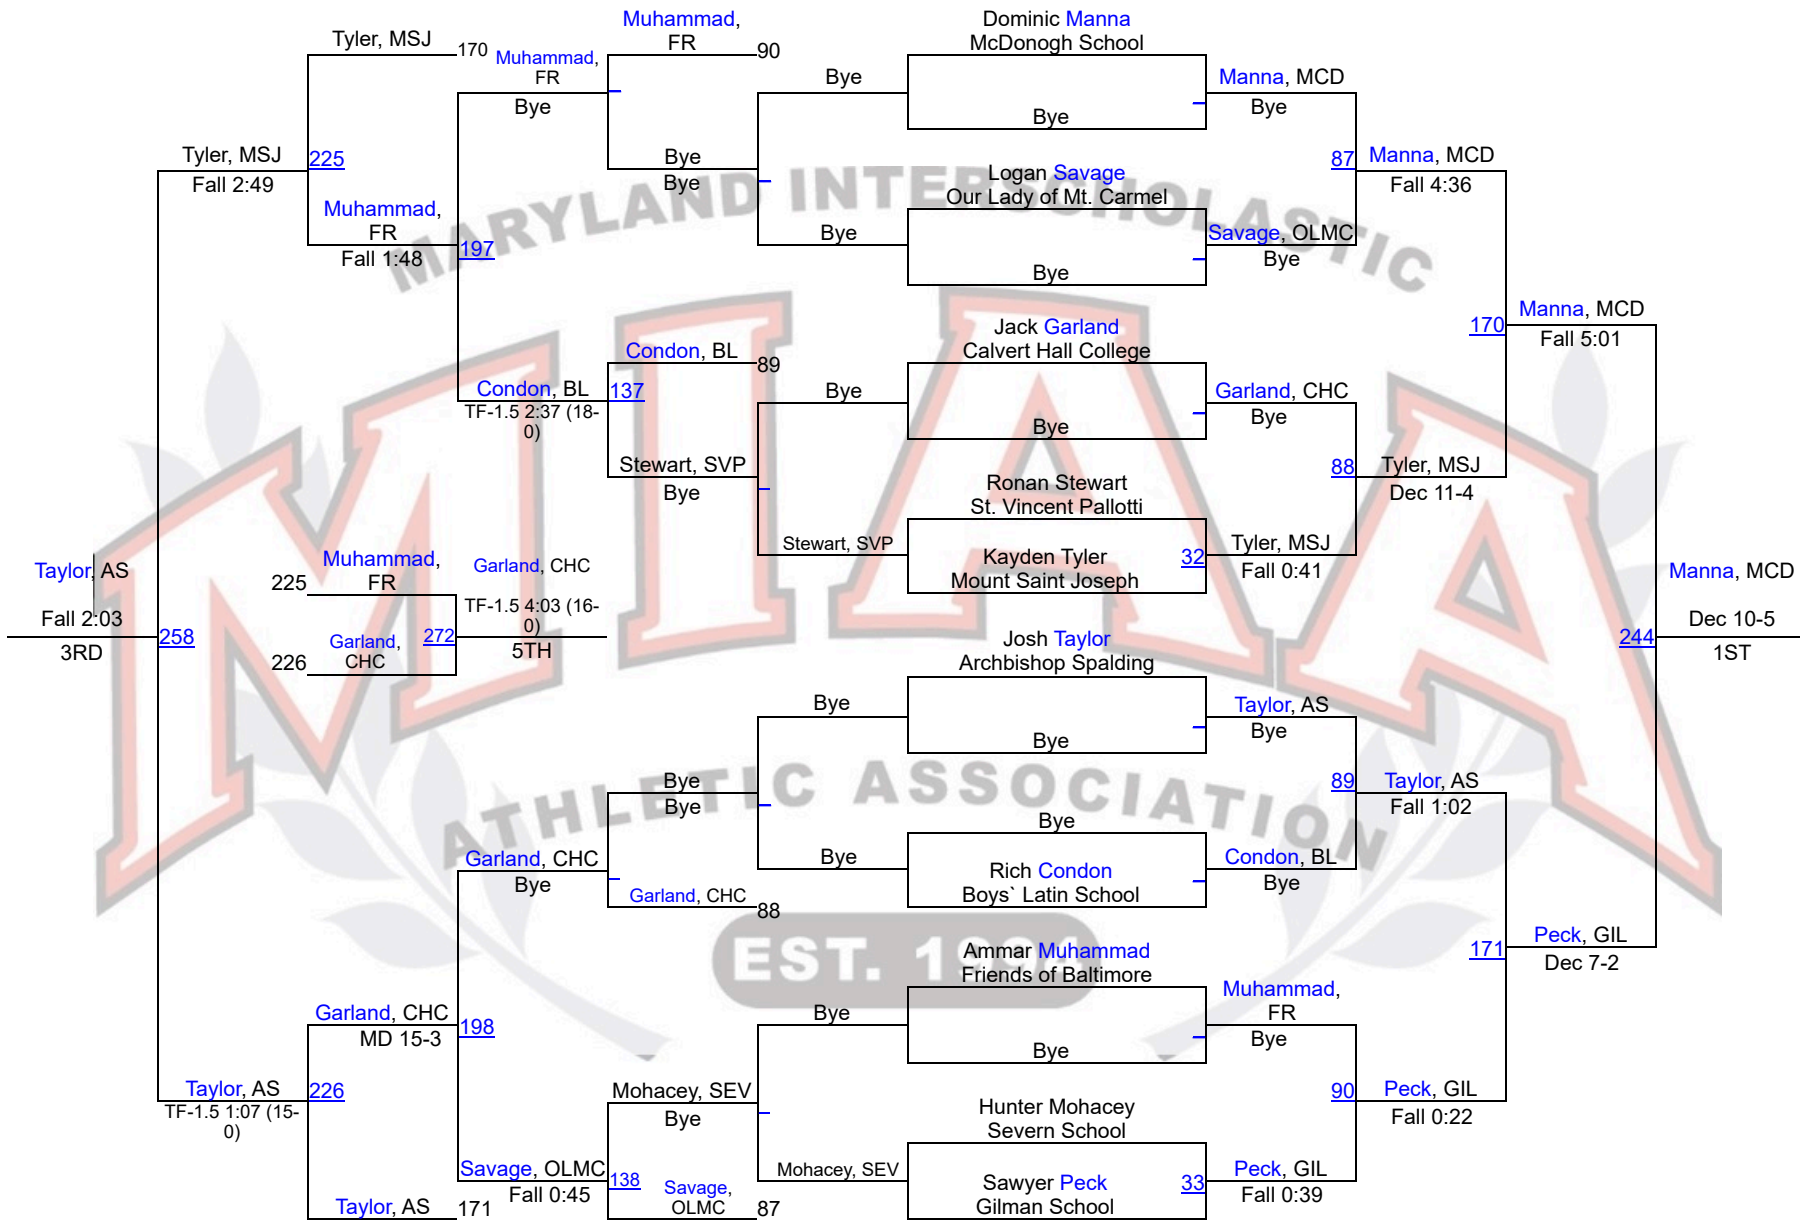 Tyler, MSJ
170
Muhammad,
FR
Bye
Muhammad,
FR
90
Tyler, MSJ
Fall 2:49
225
Muhammad,
FR
Fall 1:48
197
Bye
Bye
Bye
Bye
Dominic Manna
McDonogh School
Bye
Manna, MCD
Bye
Logan Savage
Our Lady of Mt. Carmel
Bye
Savage, OLMC
Bye
87
Manna, MCD
Fall 4:36
MARYLAND INTERSCHOLASTIC
MIAA
Condon, BL
89
Condon, BL
137
TF-1.5 2:37 (18-
0)
Stewart, SVP
Bye
Bye
Stewart, SVP
Jack Garland
Calvert Hall College
Bye
Garland, CHC
Bye
Ronan Stewart
St. Vincent Pallotti
Kayden Tyler
Mount Saint Joseph
32
Tyler, MSJ
Fall 0:41
88
Tyler, MSJ
Dec 11-4
170
Manna, MCD
Fall 5:01
Taylor, AS
Fall 2:03
3RD
258
225
Muhammad,
FR
226
Garland,
CHC
272
Garland, CHC
TF-1.5 4:03 (16-
0)
5TH
Manna, MCD
Dec 10-5
1ST
244
Josh Taylor
Archbishop Spalding
Bye
Bye
Taylor, AS
Bye
Bye
Bye
ATHLETIC ASSOCIATION
Bye
Bye
Rich Condon
Boys` Latin School
Condon, BL
Bye
89
Taylor, AS
Fall 1:02
Garland, CHC
Bye
Garland, CHC
88
EST. 1994
Ammar Muhammad
Friends of Baltimore
Bye
Bye
Muhammad,
FR
Bye
171
Peck, GIL
Dec 7-2
Garland, CHC
MD 15-3
198
Taylor, AS
TF-1.5 1:07 (15-
0)
226
Mohacey, SEV
Bye
Mohacey, SEV
Hunter Mohacey
Severn School
Sawyer Peck
Gilman School
33
Peck, GIL
Fall 0:39
90
Peck, GIL
Fall 0:22
Savage, OLMC
Fall 0:45
138
Savage,
OLMC
87
Taylor, AS
171